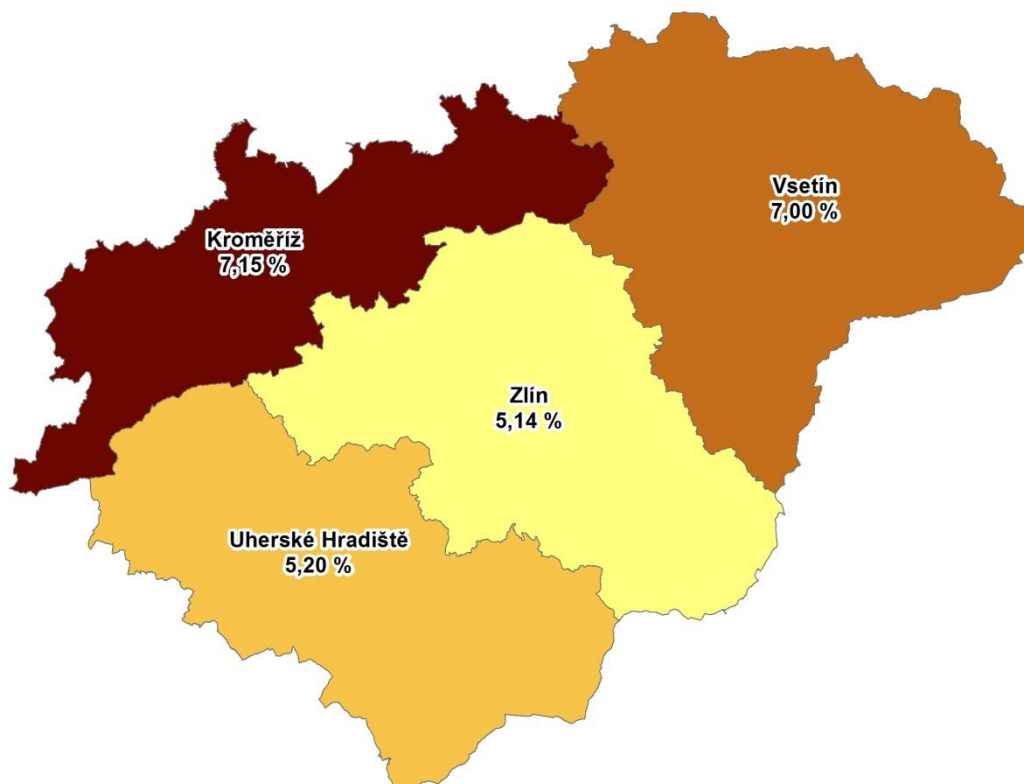 Vsetín
7,00 %
Kroměříž
7,15 %
Zlín
5,14 %
Uherské Hradiště
5,20 %